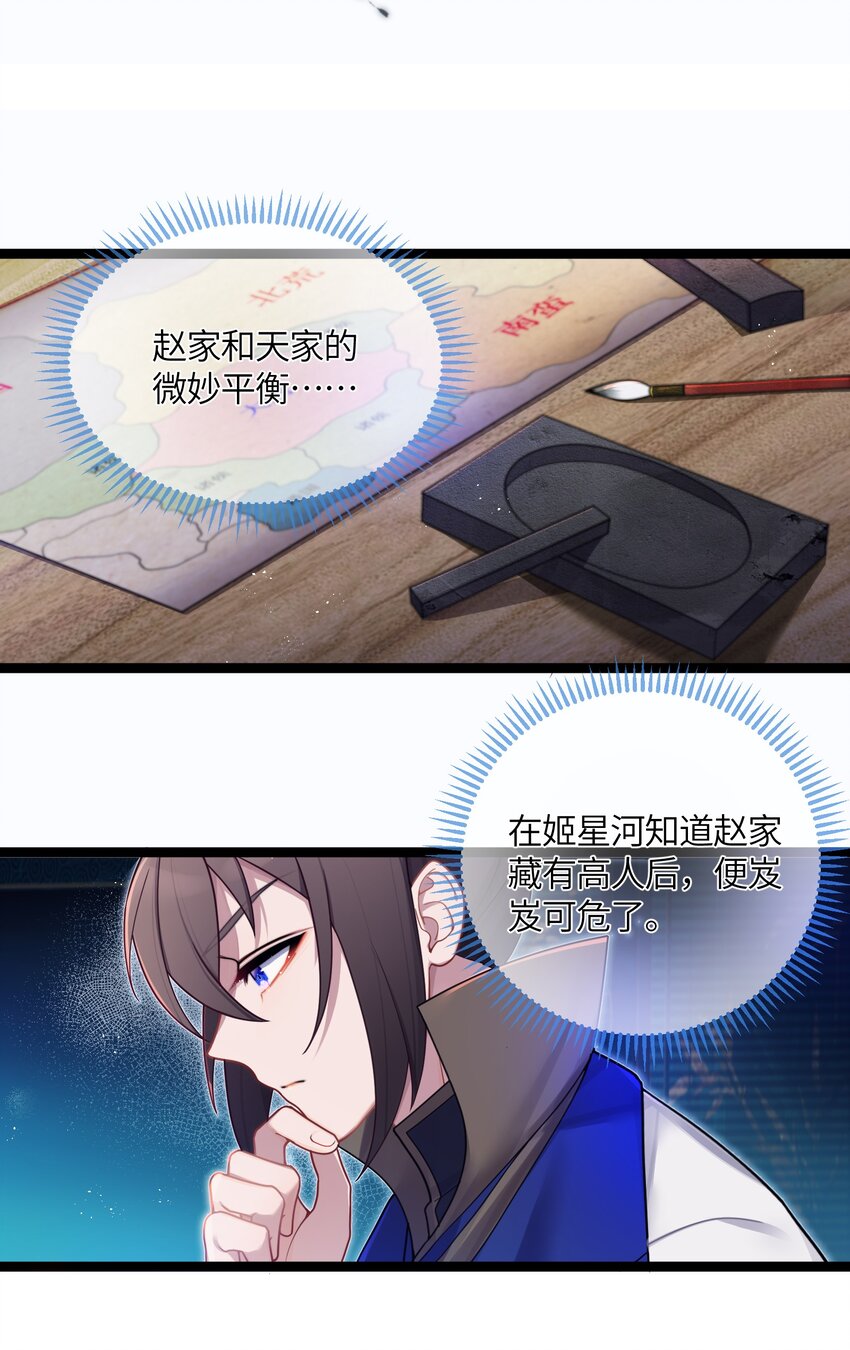 北荒
南蛮
赵家和天家的
微妙平衡……
在姬星河知道赵家
藏有高人后，便岌
岌可危了。